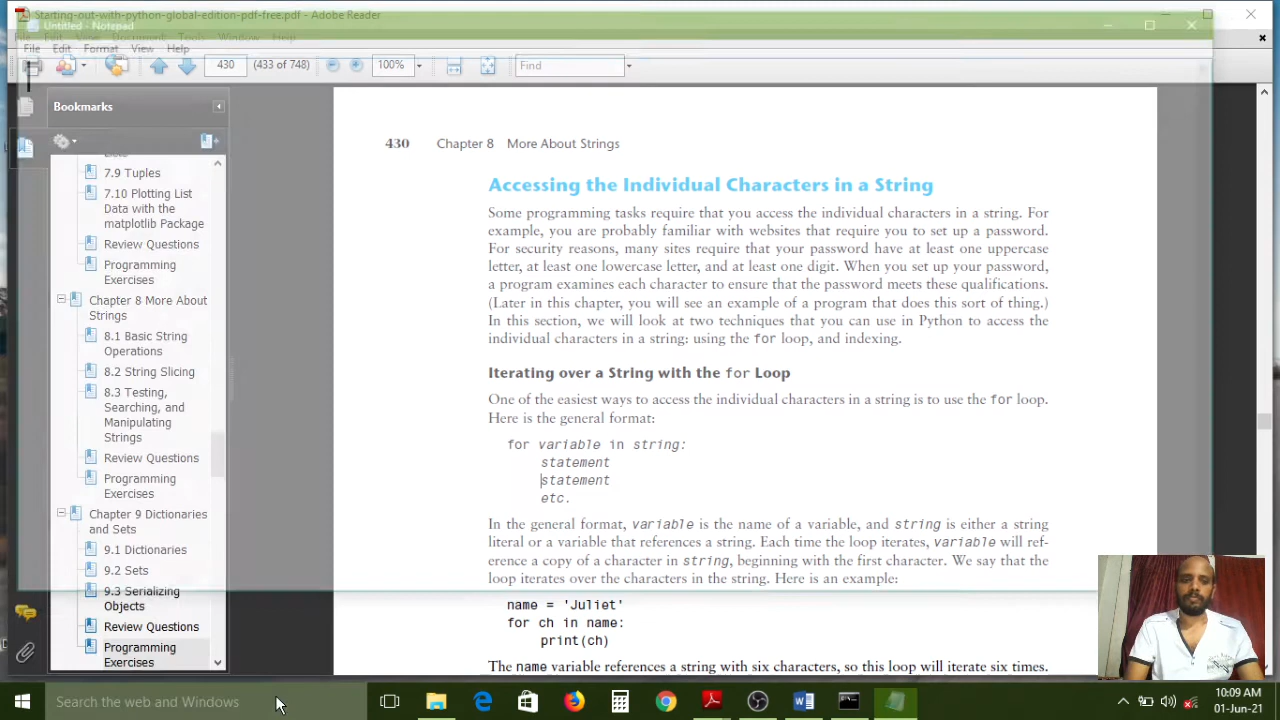 Starting-out-with-python-global-edition-pdf-free.pdf - Adobe Reader
Untitled - Notepad
File Edit View Document Tools Window Help
File Edit Format View Help
430 (433 of 748) 100% Find
Bookmarks
7.9 Tuples
7.10 Plotting List
Data with the
matplotlib Package
Review Questions
Programming
Exercises
Chapter 8 More About
Strings
8.1 Basic String
Operations
8.2 String Slicing
8.3 Testing,
Searching, and
Manipulating
Strings
Review Questions
Programming
Exercises
Chapter 9 Dictionaries
and Sets
9.1 Dictionaries
9.2 Sets
9.3 Serializing
Objects
Review Questions
Programming
Exercises
430 Chapter 8 More About Strings
Accessing the Individual Characters in a String
Some programming tasks require that you access the individual characters in a string. For
example, you are probably familiar with websites that require you to set up a password.
For security reasons, many sites require that your password have at least one uppercase
letter, at least one lowercase letter, and at least one digit. When you set up your password,
a program examines each character to ensure that the password meets these qualifications.
(Later in this chapter, you will see an example of a program that does this sort of thing.)
In this section, we will look at two techniques that you can use in Python to access the
individual characters in a string: using the for loop, and indexing.
Iterating over a String with the for Loop
One of the easiest ways to access the individual characters in a string is to use the for loop.
Here is the general format:
for variable in string:
statement
statement
etc.
In the general format, variable is the name of a variable, and string is either a string
literal or a variable that references a string. Each time the loop iterates, variable will ref-
erence a copy of a character in string, beginning with the first character. We say that the
loop iterates over the characters in the string. Here is an example:
name = 'Juliet'
for ch in name:
print(ch)
The name variable references a string with six characters, so this loop will iterate six times.
Search the web and Windows
10:09 AM
01-Jun-21